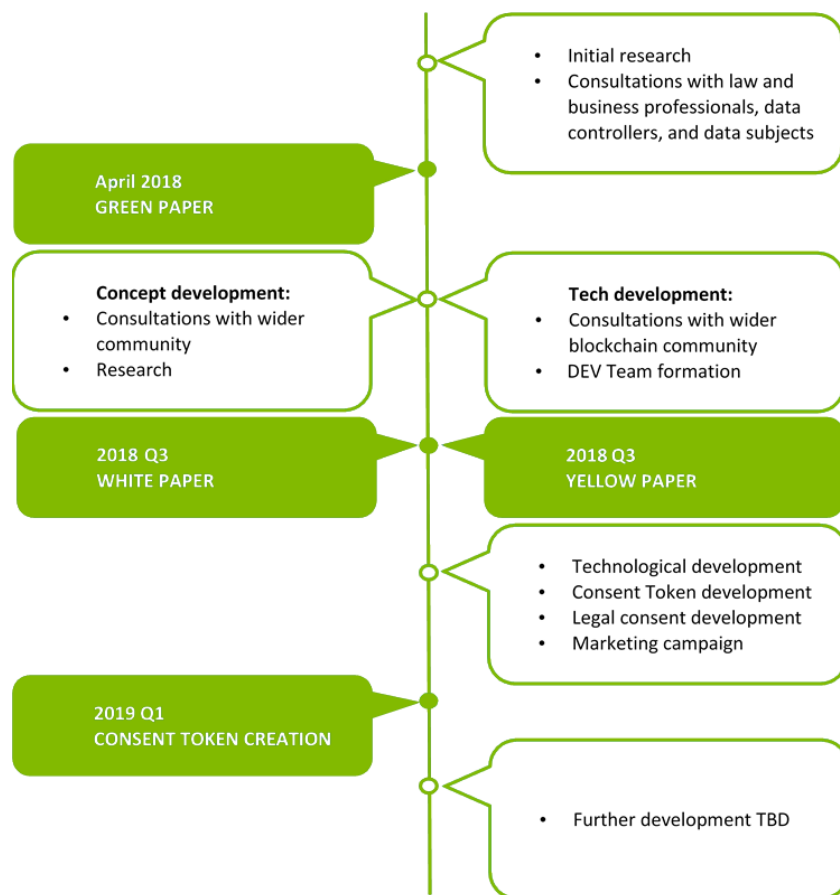 • Initial research
• Consultations with law and
business professionals, data
controllers, and data subjects
April 2018
GREEN PAPER
Concept development:
• Consultations with wider
community
• Research
Tech development:
• Consultations with wider
blockchain community
• DEV Team formation
2018 Q3
WHITE PAPER
2018 Q3
YELLOW PAPER
• Technological development
• Consent Token development
• Legal consent development
• Marketing campaign
2019 Q1
CONSENT TOKEN CREATION
• Further development TBD